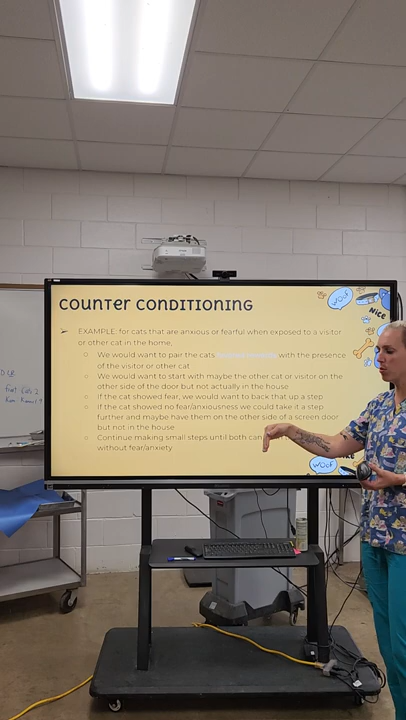 COUNTER CONDITIONING
Nice
EXAMPLE: for cats that are anxious or fearful when exposed to a visitor
or other cat in the home.
We would want to pair the cats with the presence
of the visitor or other cat
We would want to start with maybe the other cat or visitor on the
other side of the door but not actually in the house
If the cat showed fear, we would want to back that up a step
If the cat showed no fear/anxiousness we could take it a step
further and maybe have them on the other side of a screen door
but not in the house
Continue making small steps until both can
without fear/anxiety
WOOF
WOOF